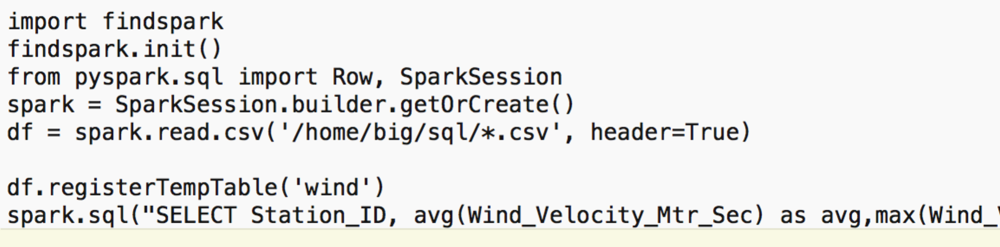 import findspark
findspark.init()
from pyspark.sql import Row, SparkSession
spark = SparkSession.builder.getOrCreate()
df = spark.read.csv('/home/big/sql/*.csv', header=True)
df.registerTempTable('wind')
spark.sql("SELECT Station_ID, avg(Wind_Velocity_Mtr_Sec) as avg,max(Wind_